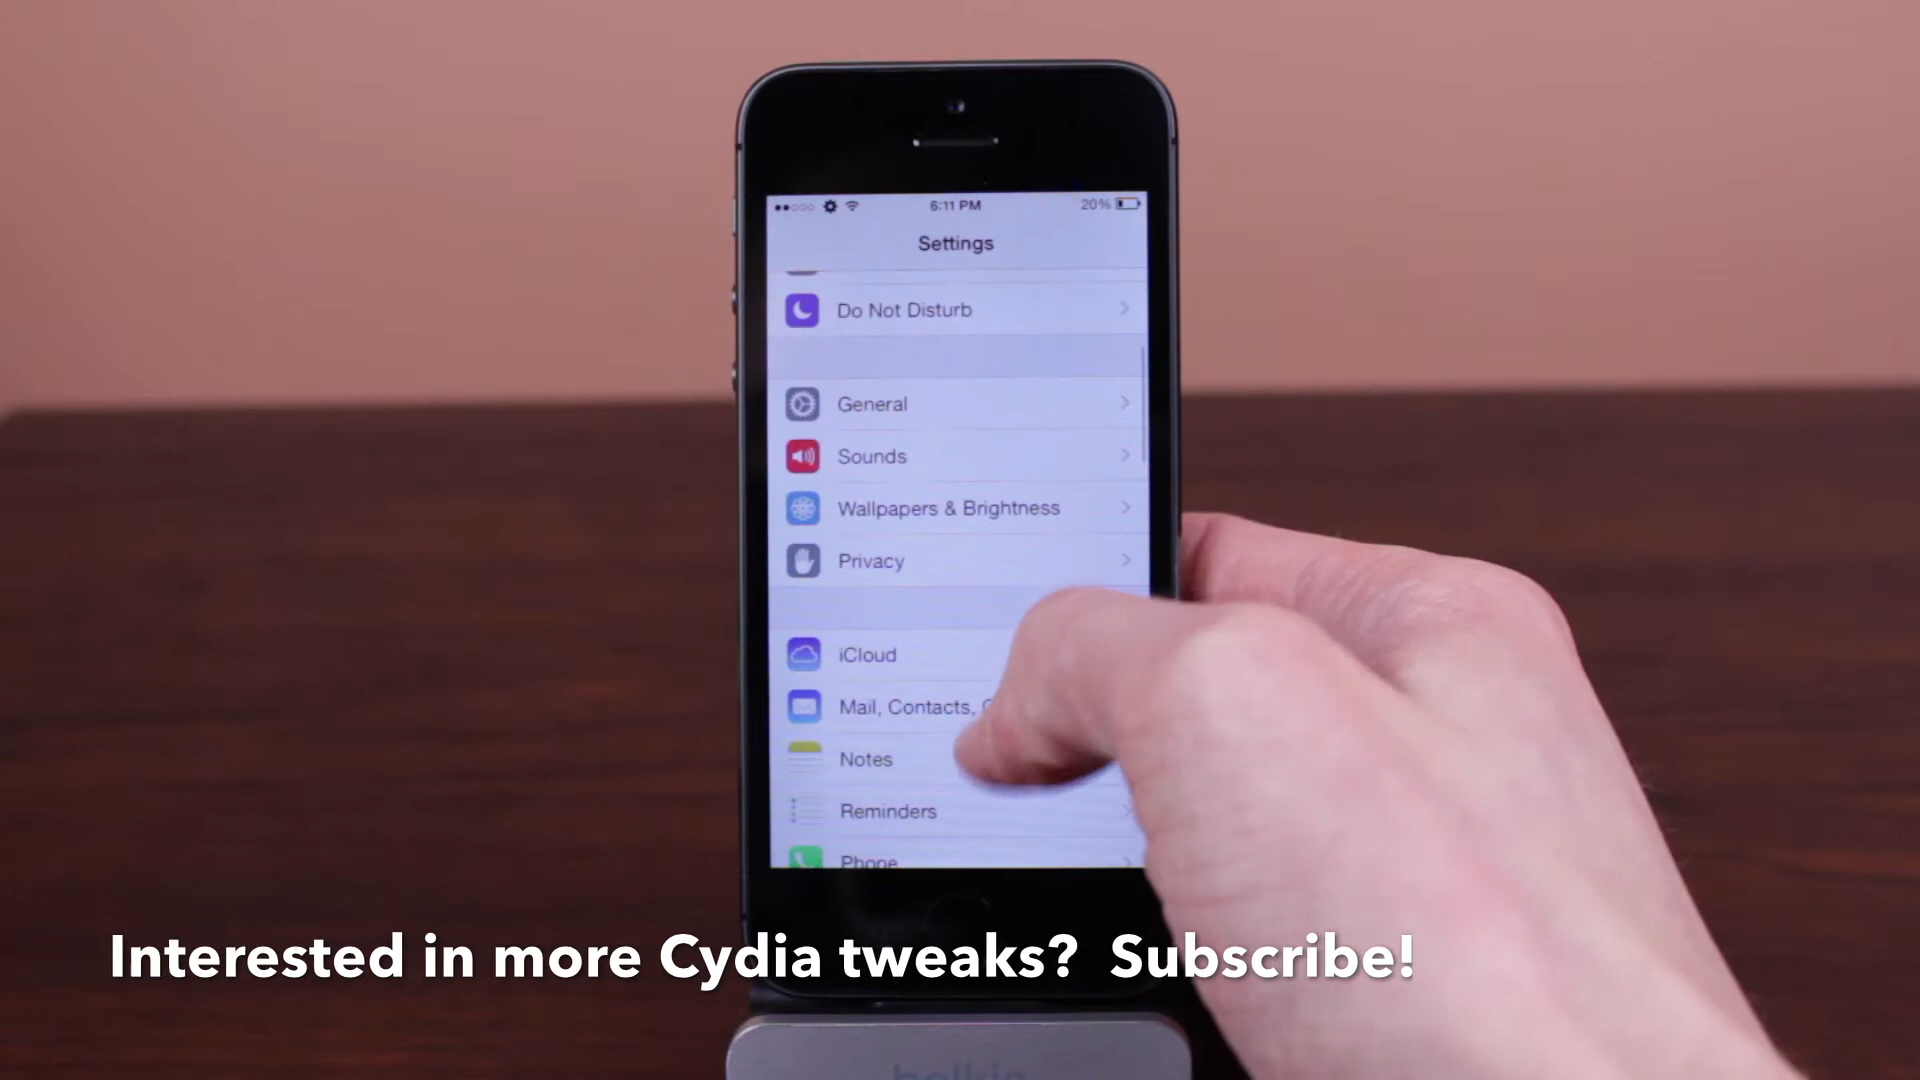 6:11 PM
20%
Settings
Do Not Disturb
General
Sounds
Wallpapers & Brightness
Privacy
iCloud
Mail, Contacts,
Notes
Reminders
Phone
Interested in more Cydia tweaks? Subscribe!
belkin